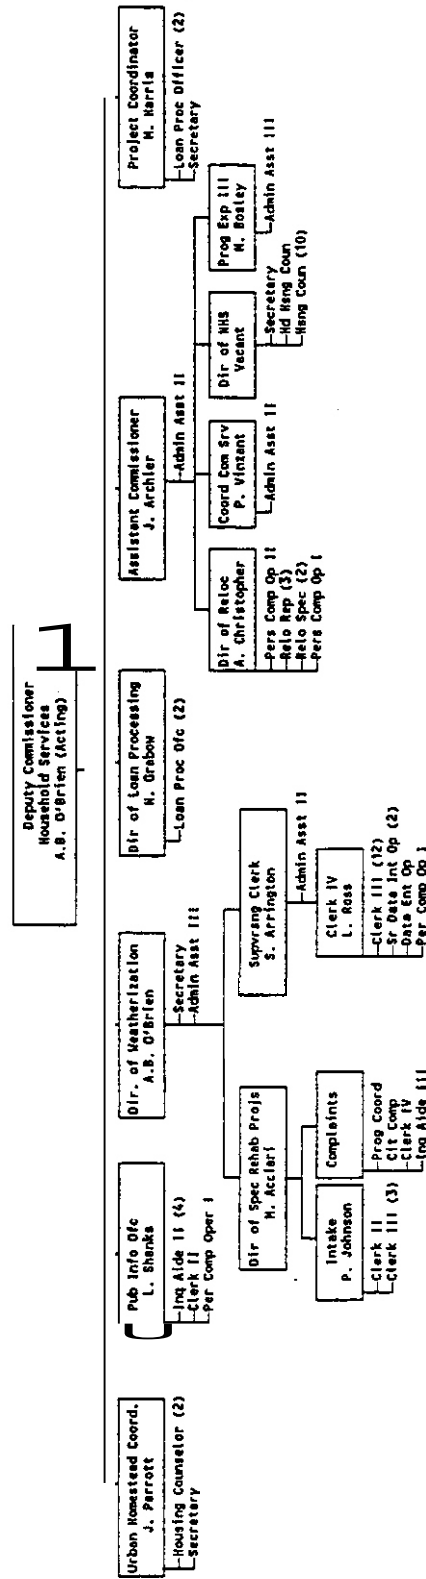 Deputy Commissioner
Household Services
A.B. O'Brien (Acting)
Urban Homestead Coord.
J. Parrott
Housing Counselor (2)
Secretary
Pub Info Ofc
L. Shanks
Inq Aide II (4)
Clerk II
Per Comp Oper I
Dir. of Weatherization
A.B. O'Brien
Secretary
Admin Asst III
Dir of Loan Processing
N. Grabow
Loan Proc Ofc (2)
Assistant Commissioner
J. Archier
Admin Asst II
Project Coordinator
M. Harris
Loan Proc Officer (2)
Secretary
Dir of Spec Rehab Projs
M. Acciari
Supvrsng Clerk
S. Arrington
Admin Asst II
Dir of Reloc
A. Christopher
Pers Comp Op II
Relo Rep (3)
Relo Spec (2)
Pers Comp Op I
Coord Com Srv
P. Vinzant
Admin Asst II
Dir of NHS
Vacant
Secretary
Hd Hsng Coun
Hsng Coun (10)
Prog Exp III
M. Bosley
Admin Asst III
Intake
P. Johnson
Clerk II
Clerk III (3)
Complaints
Prog Coord
Cit Comp
Clerk IV
Inq Aide III
Clerk IV
L. Ross
Clerk III (12)
Sr Data Int Op (2)
Data Ent Op
Per Comp Op I